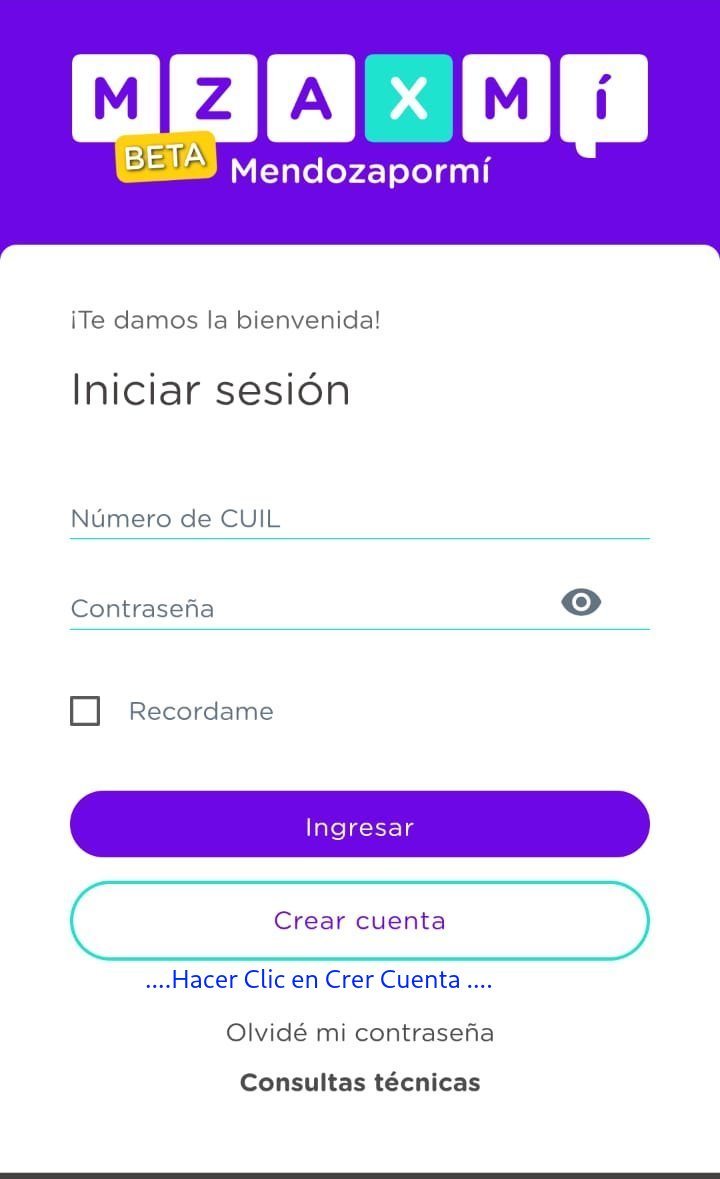 MZAXMí
BETA
Mendozapormí
¡Te damos la bienvenida!
Iniciar sesión
Número de CUIL
Contraseña
Recordame
Ingresar
Crear cuenta
....Hacer Clic en Crer Cuenta ....
Olvidé mi contraseña
Consultas técnicas